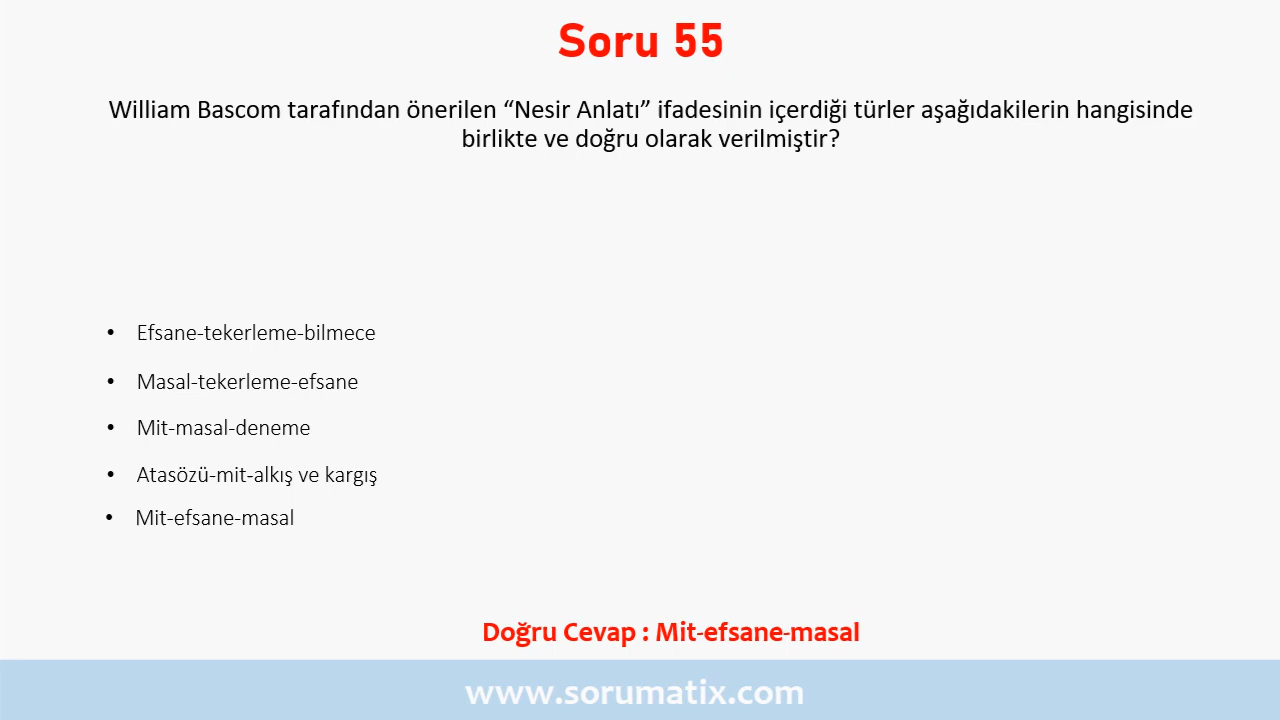 Soru 55
William Bascom tarafından önerilen “Nesir Anlatı” ifadesinin içerdiği türler aşağıdakilerin hangisinde
birlikte ve doğru olarak verilmiştir?
• Efsane-tekerleme-bilmece
• Masal-tekerleme-efsane
• Mit-masal-deneme
• Atasözü-mit-alkış ve kargış
• Mit-efsane-masal
Doğru Cevap : Mit-efsane-masal
www.sorumatix.com